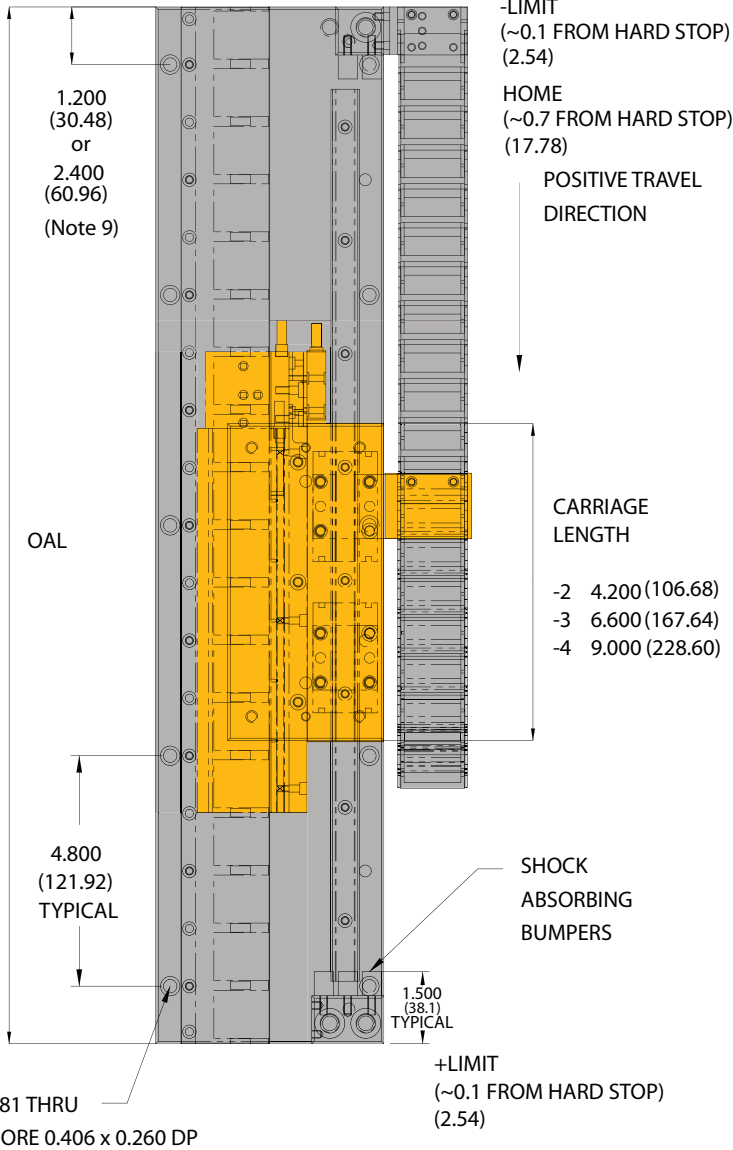 -LIMIT
(~0.1 FROM HARD STOP)
(2.54)
HOME
(~0.7 FROM HARD STOP)
(17.78)
POSITIVE TRAVEL
DIRECTION
1.200
(30.48)
or
2.400
(60.96)
(Note 9)
OAL
CARRIAGE
LENGTH
-2 4.200 (106.68)
-3 6.600 (167.64)
-4 9.000 (228.60)
4.800
(121.92)
TYPICAL
SHOCK
ABSORBING
BUMPERS
1.500
(38.1)
TYPICAL
+LIMIT
(~0.1 FROM HARD STOP)
(2.54)
81 THRU
ORE 0.406 x 0.260 DP